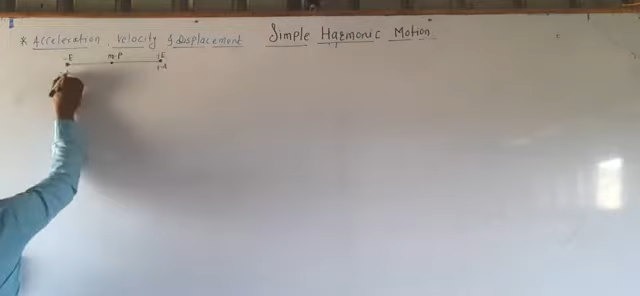 * Acceleration, Velocity & Displacement Simple Harmonic Motion
-E m.P +E
+A